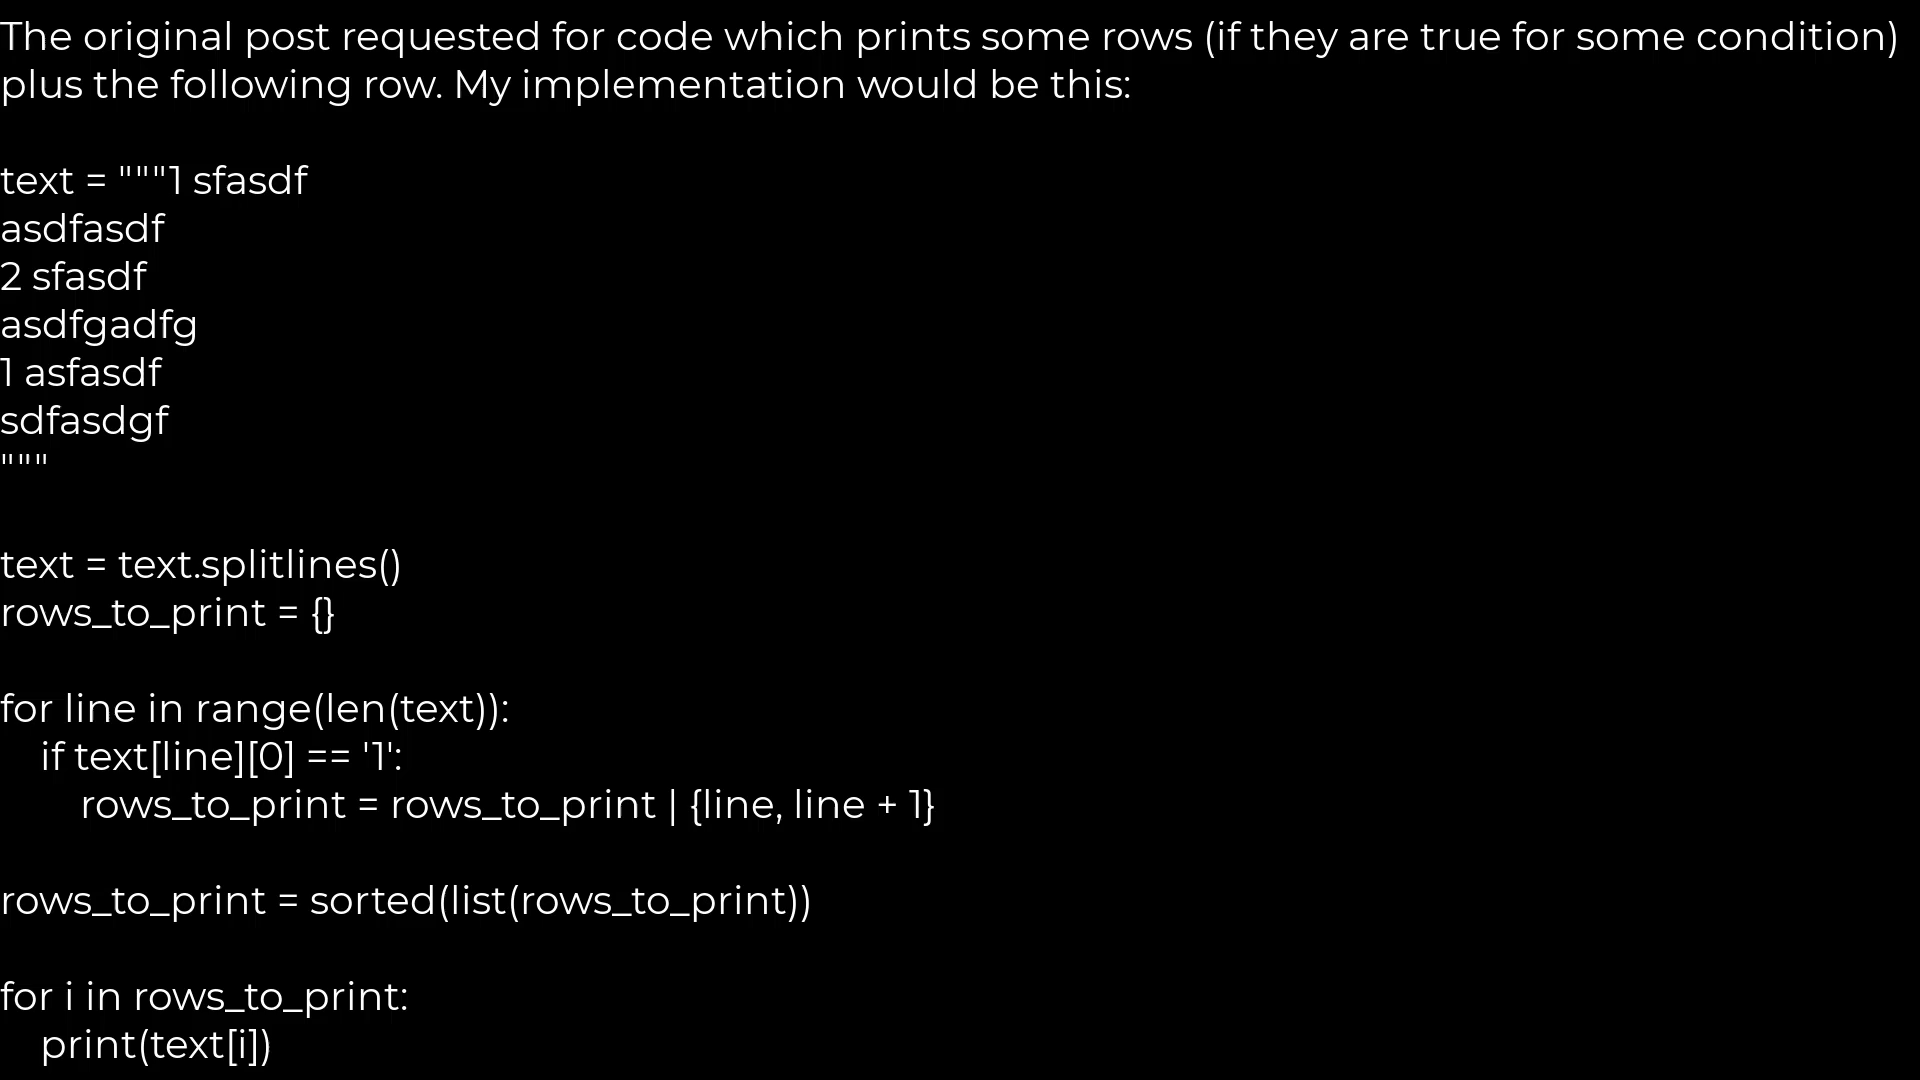 The original post requested for code which prints some rows (if they are true for some condition)
plus the following row. My implementation would be this:
text = """1 sfasdf
asdfasdf
2 sfasdf
asdfgadfg
1 asfasdf
sdfasdgf
"""
text = text.splitlines()
rows_to_print = {}
for line in range(len(text)):
    if text[line][0] == '1':
        rows_to_print = rows_to_print | {line, line + 1}
rows_to_print = sorted(list(rows_to_print))
for i in rows_to_print:
    print(text[i])